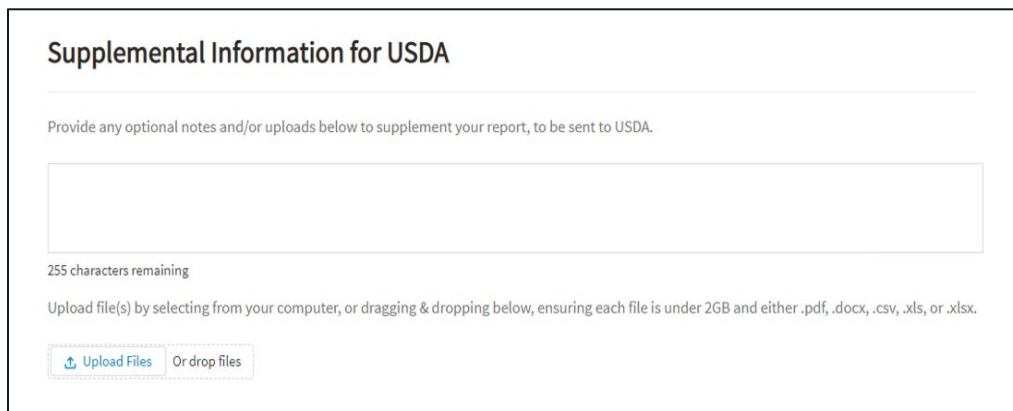 Supplemental Information for USDA
Provide any optional notes and/or uploads below to supplement your report, to be sent to USDA.
255 characters remaining
Upload file(s) by selecting from your computer, or dragging & dropping below, ensuring each file is under 2GB and either .pdf, .docx, .csv, .xls, or .xlsx.
Upload Files Or drop files